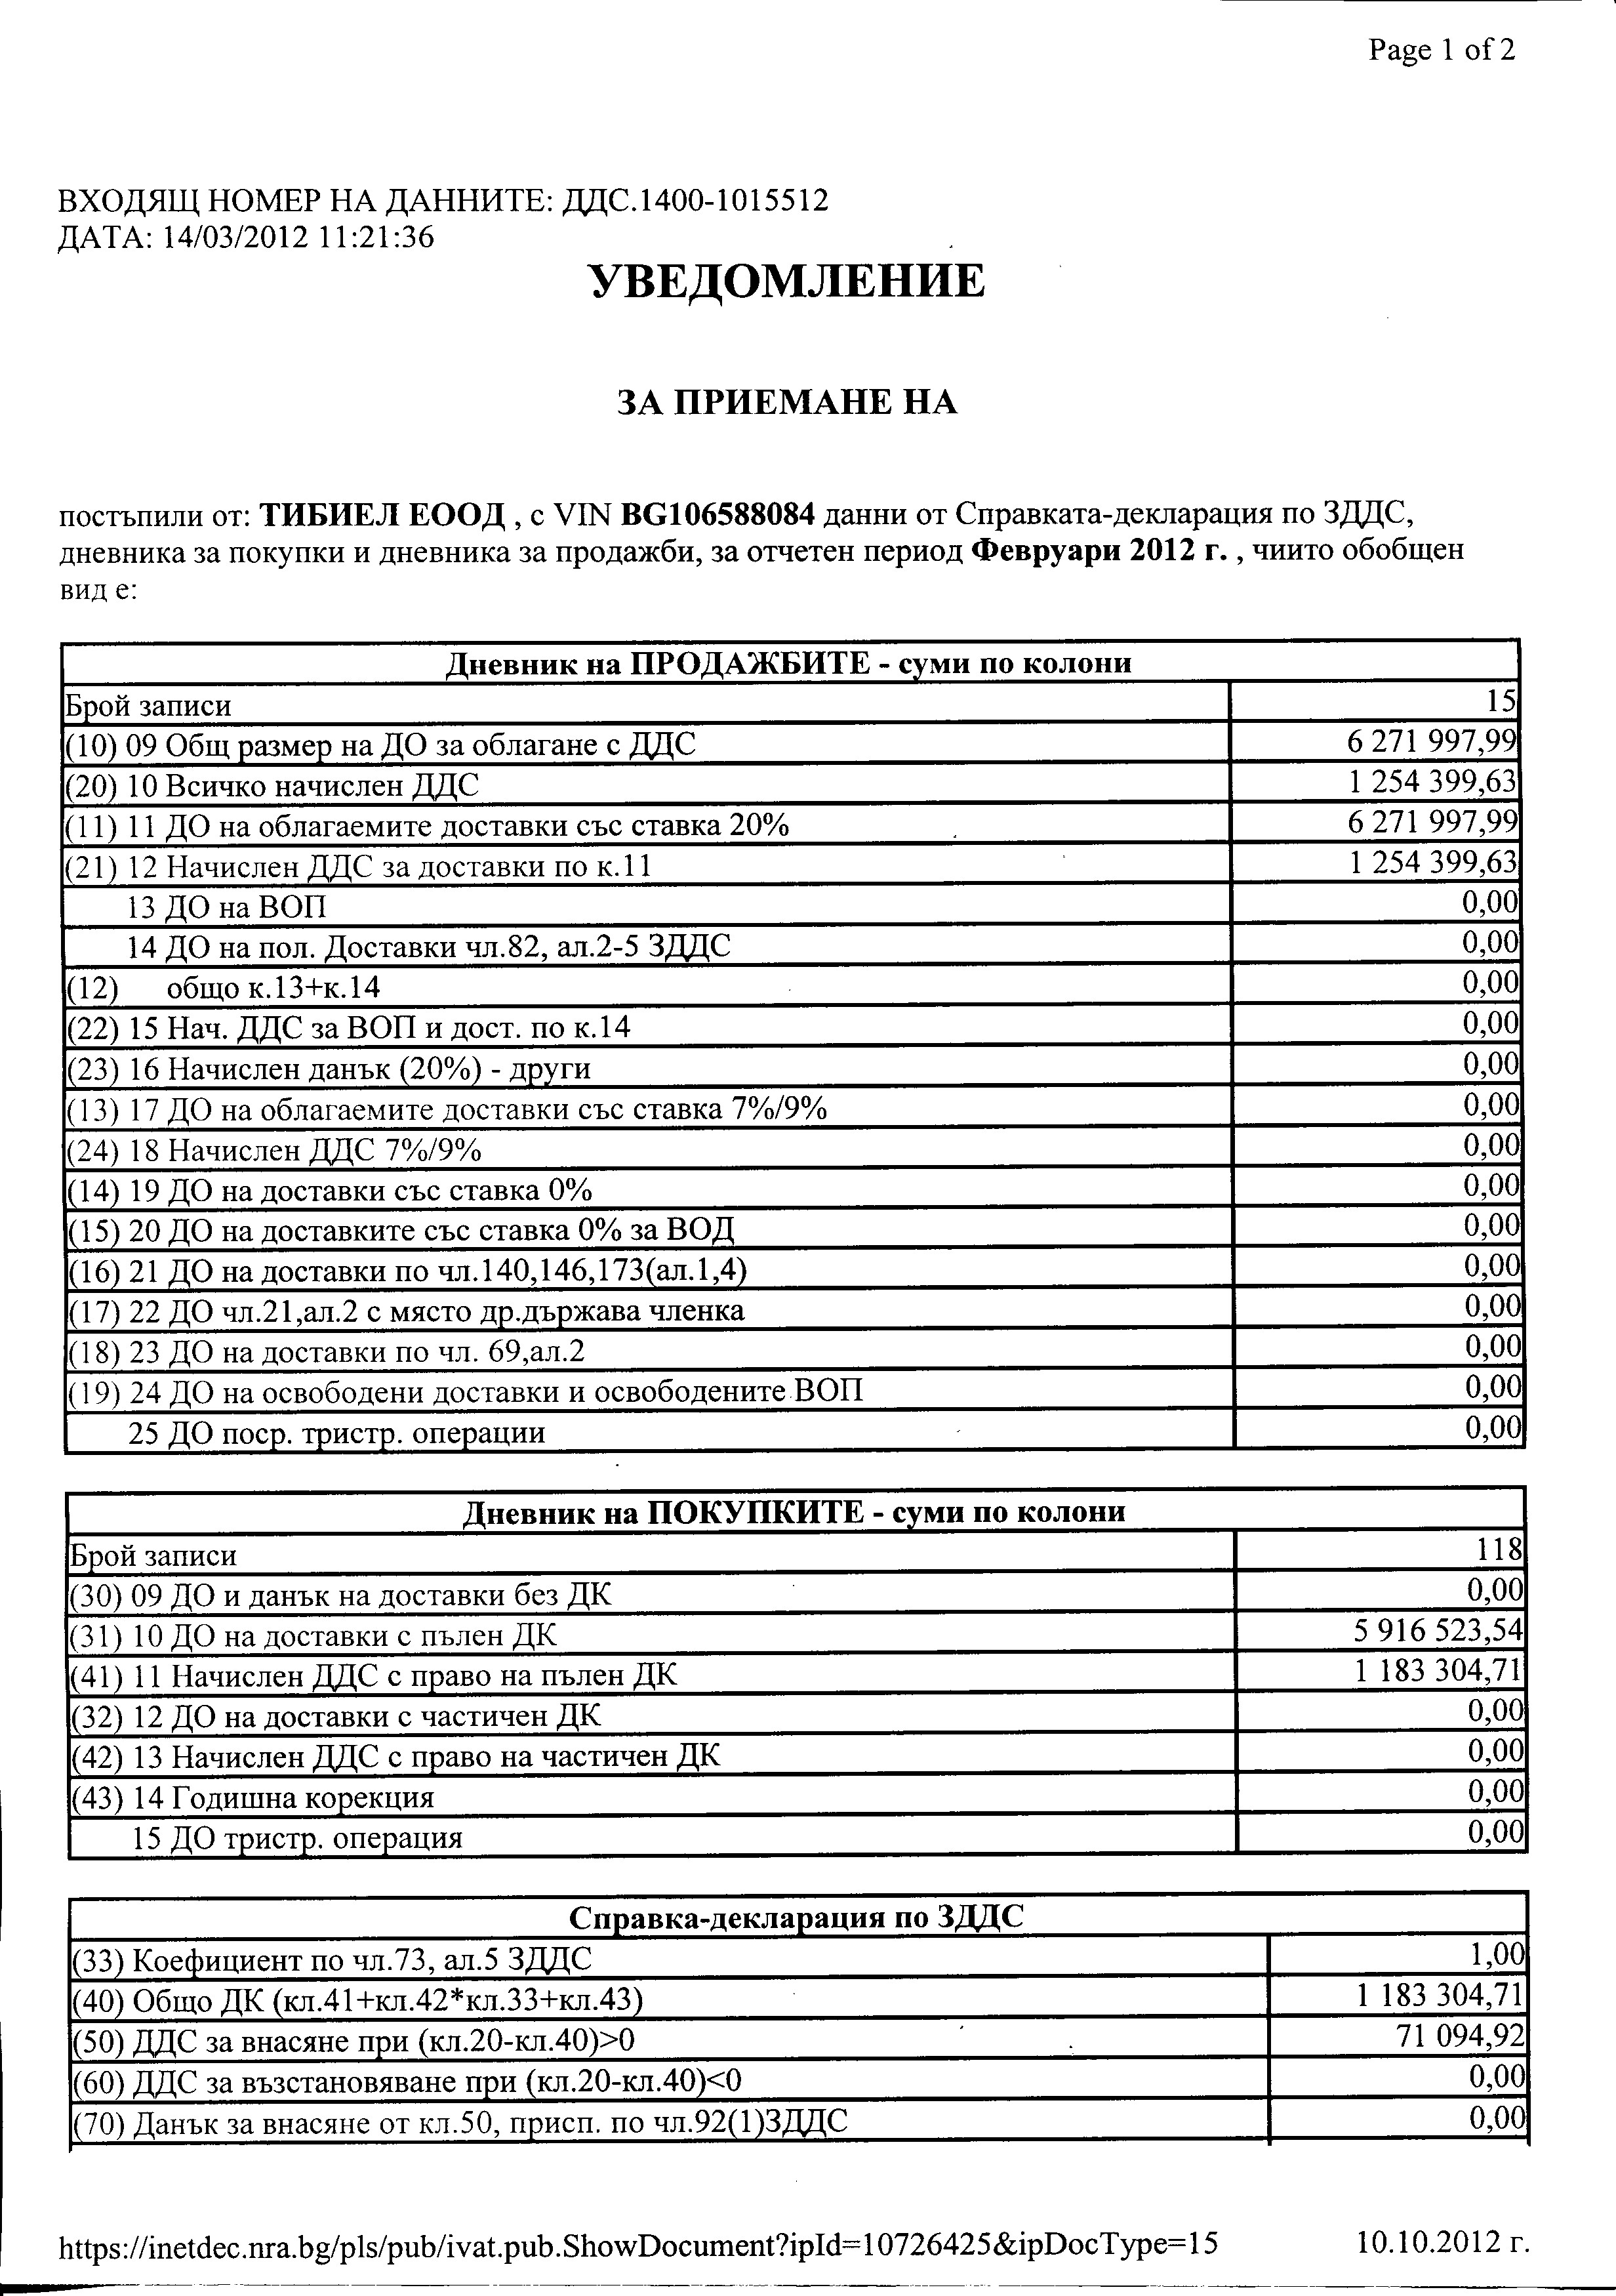 Page 1 of 2
ВХОДЯЩ НОМЕР НА ДАННИТЕ: ДДС.1400-1015512
ДАТА: 14/03/2012 11:21:36
УВЕДОМЛЕНИЕ
ЗА ПРИЕМАНЕ НА
постъпили от: ТИБИЕЛ ЕООД , с VIN BG106588084 данни от Справката-декларация по ЗДДС,
дневника за покупки и дневника за продажби, за отчетен период Февруари 2012 г. , чиито обобщен
вид е:
Дневник на ПРОДАЖБИТЕ - суми по колони
Брой записи 15
(10) 09 Общ размер на ДО за облагане с ДДС 6 271 997,99
(20) 10 Всичко начислен ДДС 1 254 399,63
(11) 11 ДО на облагаемите доставки със ставка 20% 6 271 997,99
(21) 12 Начислен ДДС за доставки по к.11 1 254 399,63
13 ДО на ВОП 0,00
14 ДО на пол. Доставки чл.82, ал.2-5 ЗДДС 0,00
(12) общо к.13+к.14 0,00
(22) 15 Нач. ДДС за ВОП и дост. по к.14 0,00
(23) 16 Начислен данък (20%) - други 0,00
(13) 17 ДО на облагаемите доставки със ставка 7%/9% 0,00
(24) 18 Начислен ДДС 7%/9% 0,00
(14) 19 ДО на доставки със ставка 0% 0,00
(15) 20 ДО на доставките със ставка 0% за ВОД 0,00
(16) 21 ДО на доставки по чл.140,146,173(ал.1,4) 0,00
(17) 22 ДО чл.21,ал.2 с място др.държава членка 0,00
(18) 23 ДО на доставки по чл. 69,ал.2 0,00
(19) 24 ДО на освободени доставки и освободените ВОП 0,00
25 ДО поср. тристр. операции 0,00
Дневник на ПОКУПКИТЕ - суми по колони
Брой записи 118
(30) 09 ДО и данък на доставки без ДК 0,00
(31) 10 ДО на доставки с пълен ДК 5 916 523,54
(41) 11 Начислен ДДС с право на пълен ДК 1 183 304,71
(32) 12 ДО на доставки с частичен ДК 0,00
(42) 13 Начислен ДДС с право на частичен ДК 0,00
(43) 14 Годишна корекция 0,00
15 ДО тристр. операция 0,00
Справка-декларация по ЗДДС
(33) Коефициент по чл.73, ал.5 ЗДДС 1,00
(40) Общо ДК (кл.41+кл.42*кл.33+кл.43) 1 183 304,71
(50) ДДС за внасяне при (кл.20-кл.40)>0 71 094,92
(60) ДДС за възстановяване при (кл.20-кл.40)<0 0,00
(70) Данък за внасяне от кл.50, присп. по чл.92(1)ЗДДС 0,00
https://inetdec.nra.bg/pls/pub/ivat.pub.ShowDocument?ipId=10726425&ipDocType=15 10.10.2012 г.